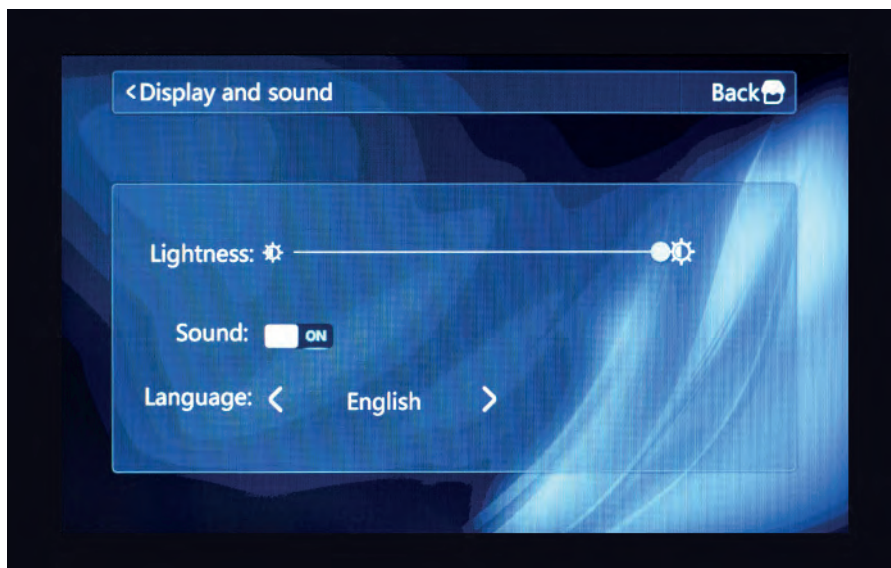 <Display and sound Back
Lightness:
Sound: ON
Language: < English >